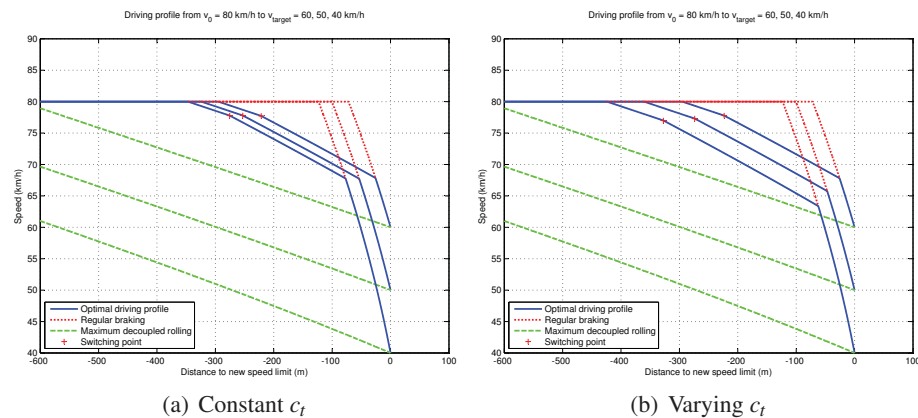 Driving profile from v0 = 80 km/h to vtarget = 60, 50, 40 km/h
90
85
80
75
70
65
60
55
50
45
40
Speed (km/h)
Optimal driving profile
Regular braking
Maximum decoupled rolling
Switching point
-600 -500 -400 -300 -200 -100 0 100
Distance to new speed limit (m)
(a) Constant ct
Driving profile from v0 = 80 km/h to vtarget = 60, 50, 40 km/h
90
85
80
75
70
65
60
55
50
45
40
Speed (km/h)
Optimal driving profile
Regular braking
Maximum decoupled rolling
Switching point
-600 -500 -400 -300 -200 -100 0 100
Distance to new speed limit (m)
(b) Varying ct